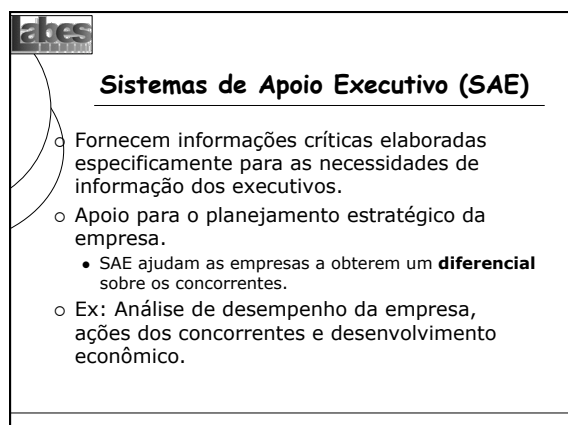 Labes
Sistemas de Apoio Executivo (SAE)
Fornecem informações críticas elaboradas
especificamente para as necessidades de
informação dos executivos.
Apoio para o planejamento estratégico da
empresa.
SAE ajudam as empresas a obterem um diferencial
sobre os concorrentes.
Ex: Análise de desempenho da empresa,
ações dos concorrentes e desenvolvimento
econômico.